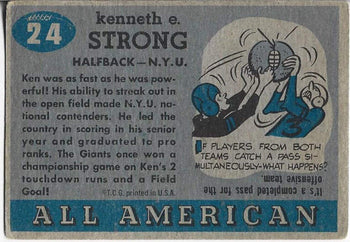 24
kenneth e.
STRONG
HALFBACK—N.Y.U.
Ken was as fast as he was pow-
erful! His ability to streak out in
the open field made N.Y.U. na-
tional contenders. He led the
country in scoring in his senior
year and graduated to pro
ranks. The Giants once won a
championship game on Ken's 2
touchdown runs and a Field
Goal!
©T.C.G. printed in U.S.A.
IF PLAYERS FROM BOTH
TEAMS CATCH A PASS SI-
MULTANEOUSLY-WHAT HAPPENS?
It's a completed pass for the
offensive team.
ALL AMERICAN